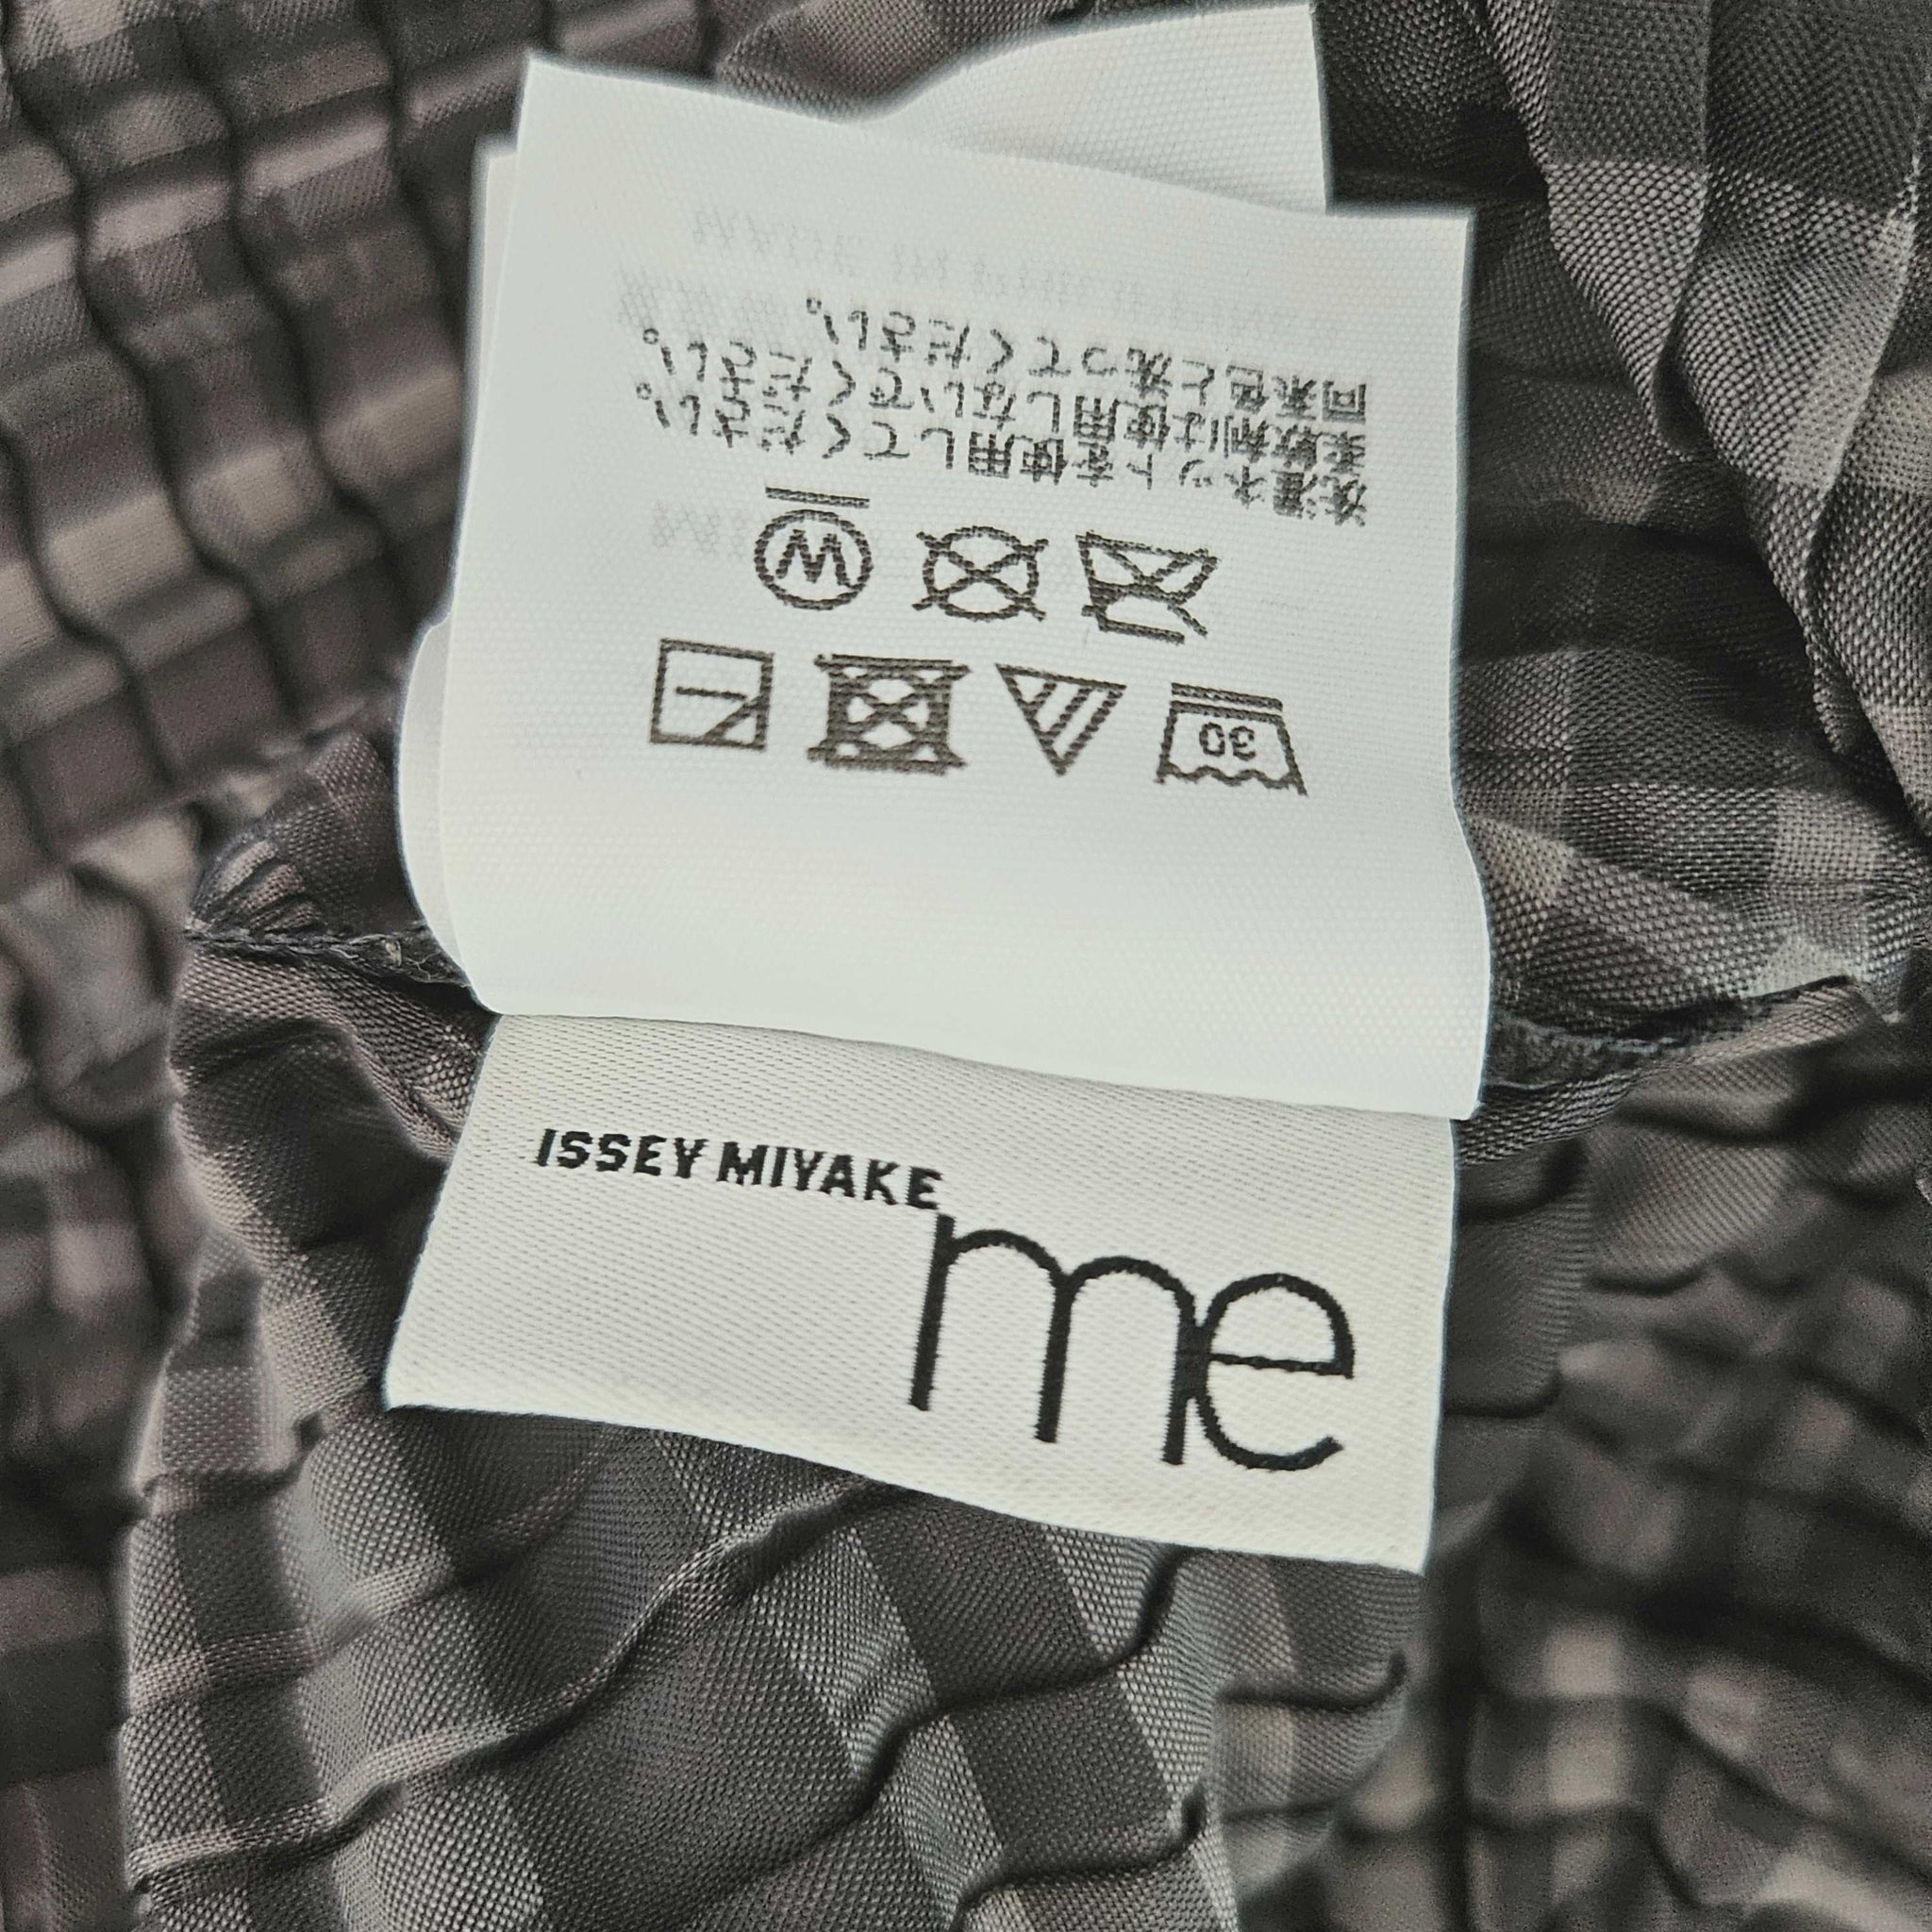 30
W
洗濯ネットを使用してください。
柔軟剤は使用しないでください。
同系色と洗ってください。
ISSEY MIYAKE
me